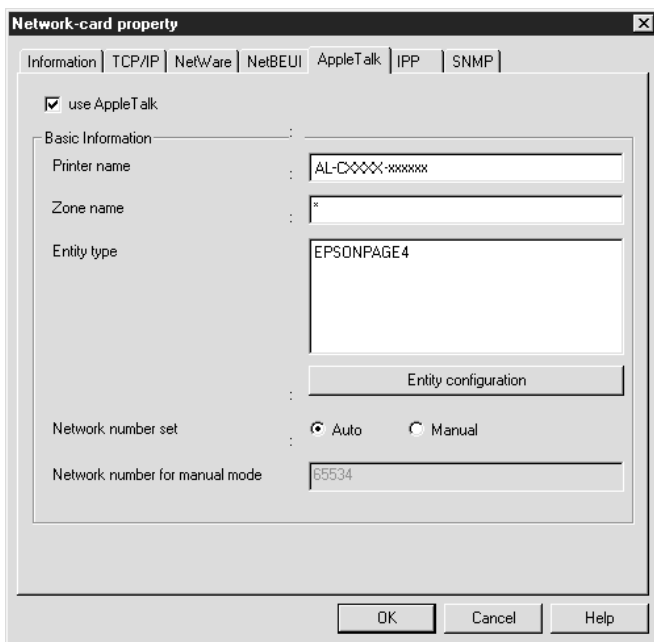 Network-card property
Information TCP/IP NetWare NetBEUI AppleTalk IPP SNMP
use AppleTalk
Basic Information :
Printer name : AL-CXXXX-xxxxxx
Zone name : *
Entity type EPSONPAGE4
Entity configuration
:
Network number set : Auto Manual
Network number for manual mode 65534
OK Cancel Help